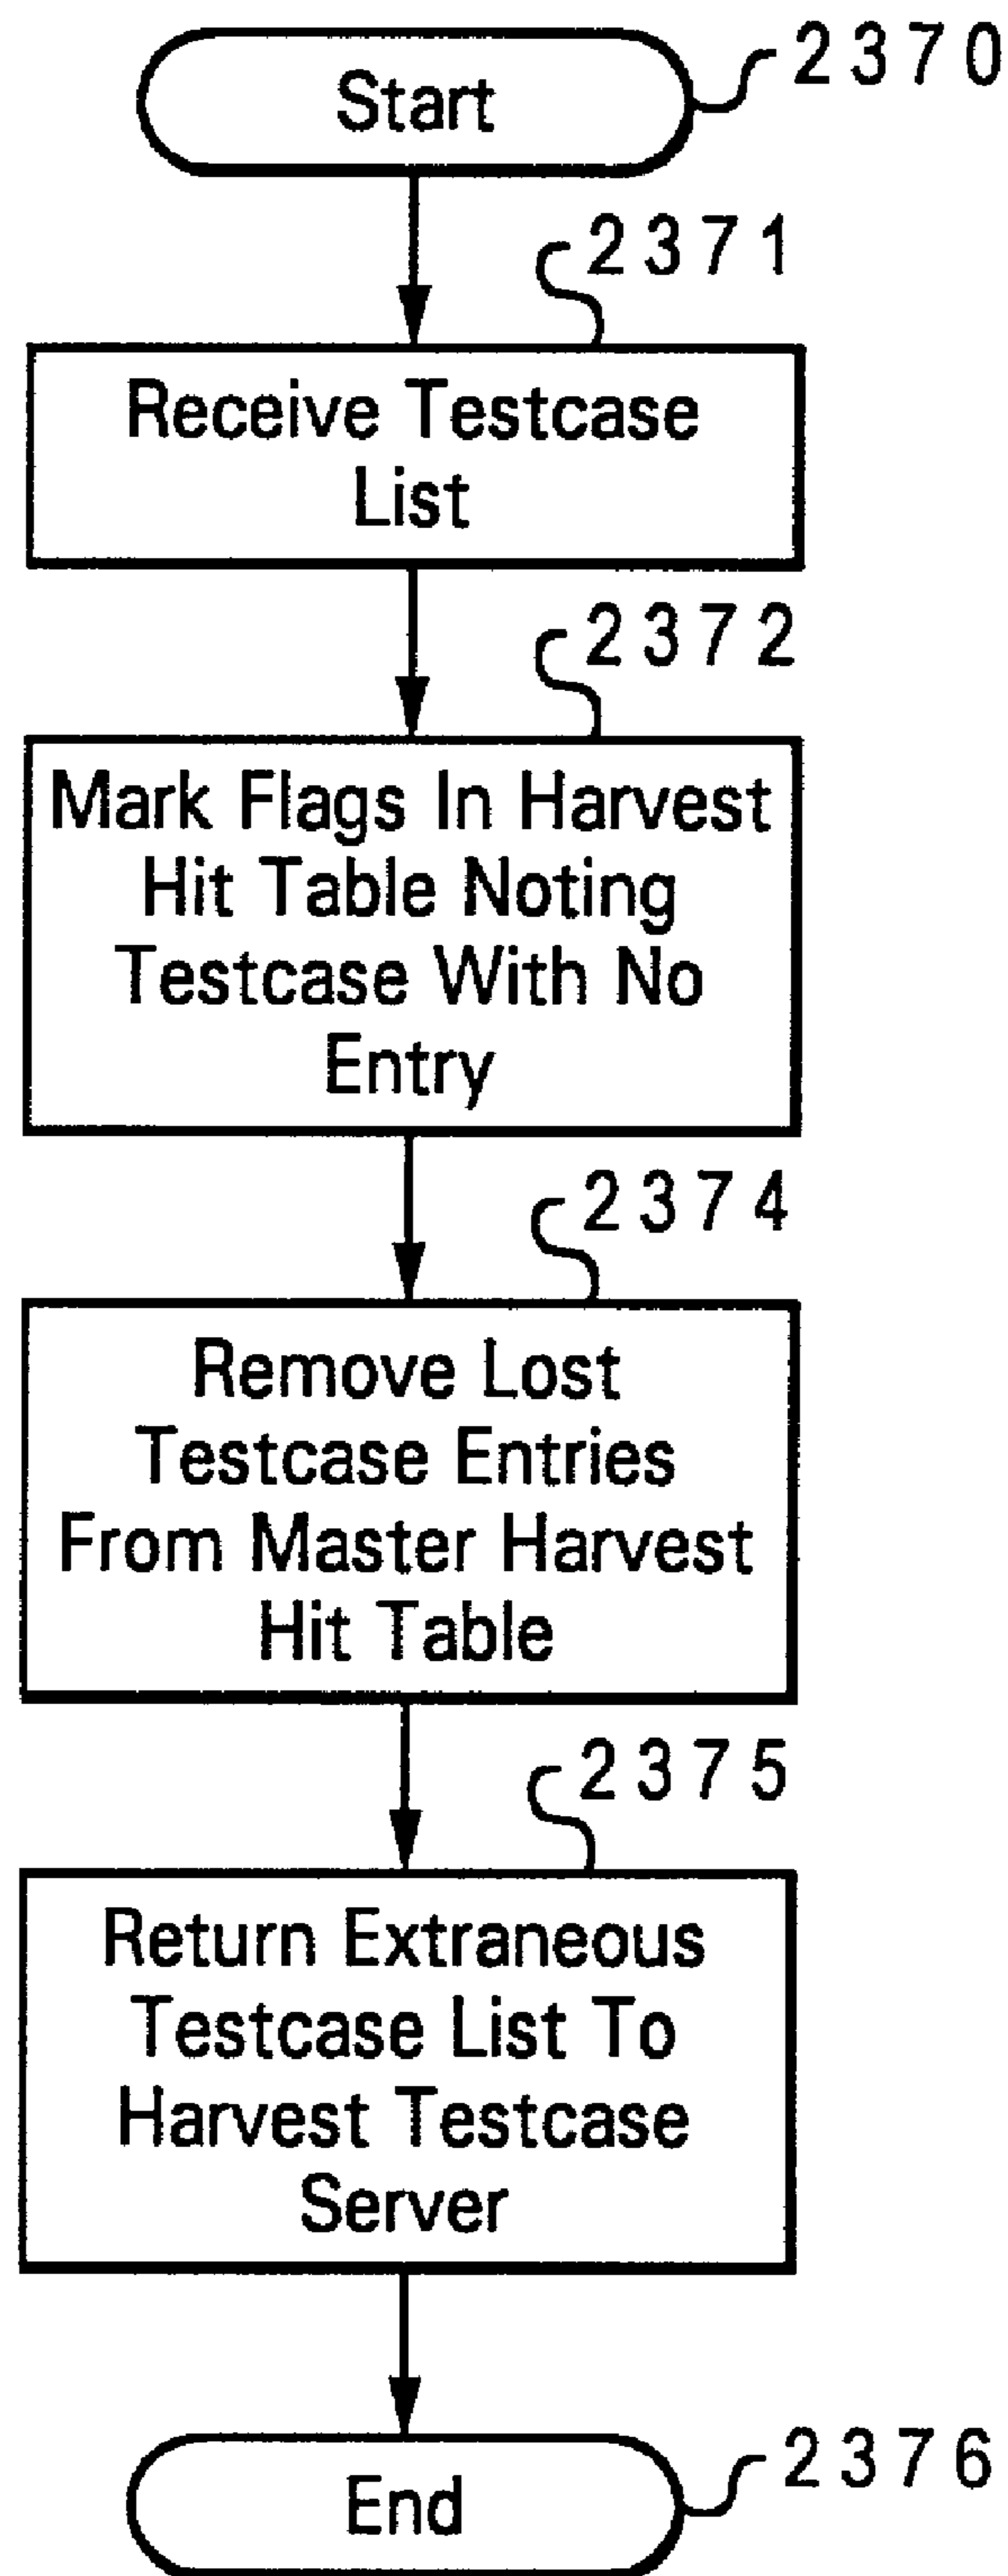 Start
2370
2371
Receive Testcase
List
2372
Mark Flags In Harvest
Hit Table Noting
Testcase With No
Entry
2374
Remove Lost
Testcase Entries
From Master Harvest
Hit Table
2375
Return Extraneous
Testcase List To
Harvest Testcase
Server
End
2376